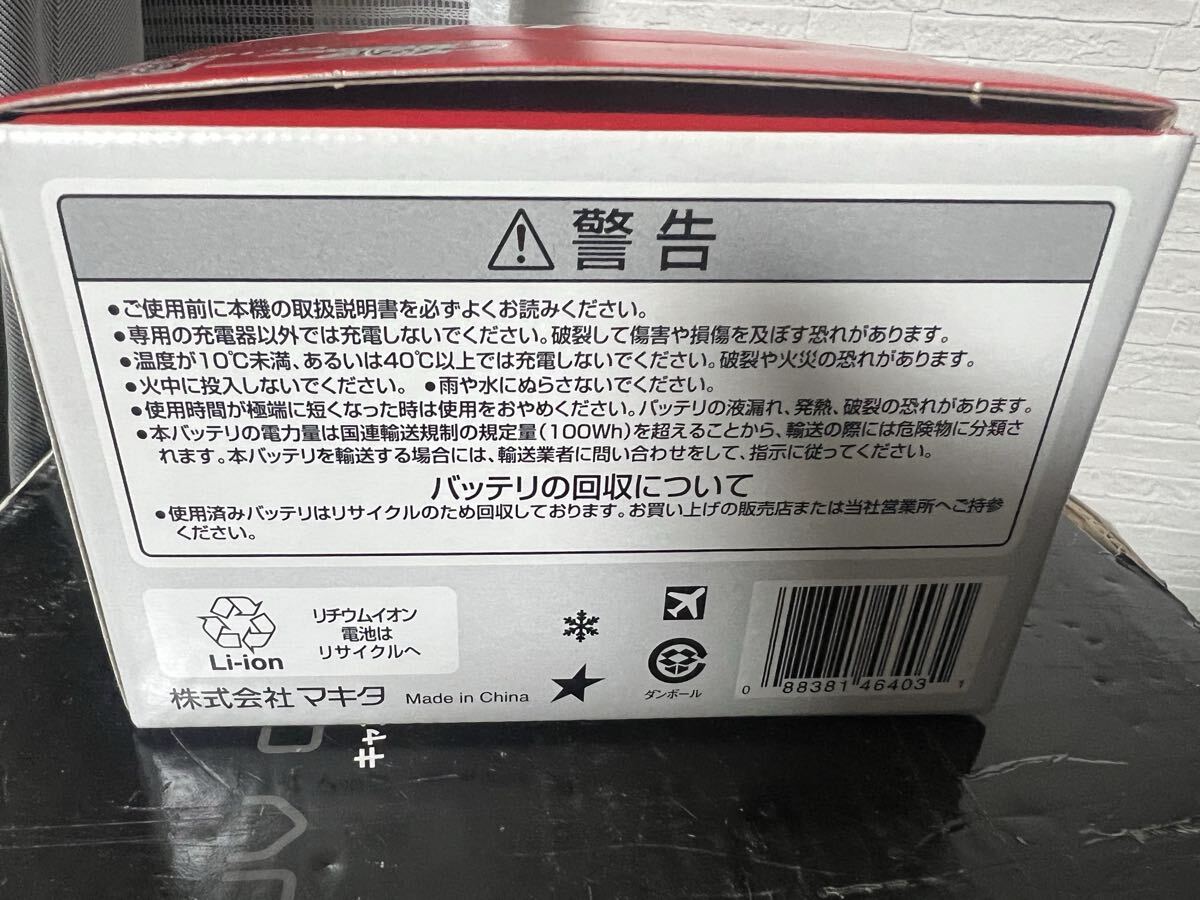 警告
●ご使用前に本機の取扱説明書を必ずよくお読みください。
●専用の充電器以外では充電しないでください。破裂して傷害や損傷を及ぼす恐れがあります。
●温度が10℃未満、あるいは40℃以上では充電しないでください。破裂や火災の恐れがあります。
●火中に投入しないでください。 ●雨や水にぬらさないでください。
●使用時間が極端に短くなった時は使用をおやめください。バッテリの液漏れ、発熱、破裂の恐れがあります。
●本バッテリの電力量は国連輸送規制の規定量(100Wh)を超えることから、輸送の際には危険物に分類さ
れます。本バッテリを輸送する場合には、輸送業者に問い合わせをして、指示に従ってください。
バッテリの回収について
●使用済みバッテリはリサイクルのため回収しております。お買い上げの販売店または当社営業所へご持参
ください。
リチウムイオン
電池は
リサイクルへ
Li-ion
株式会社マキタ Made in China
ダンボール
0 88381 46403 1